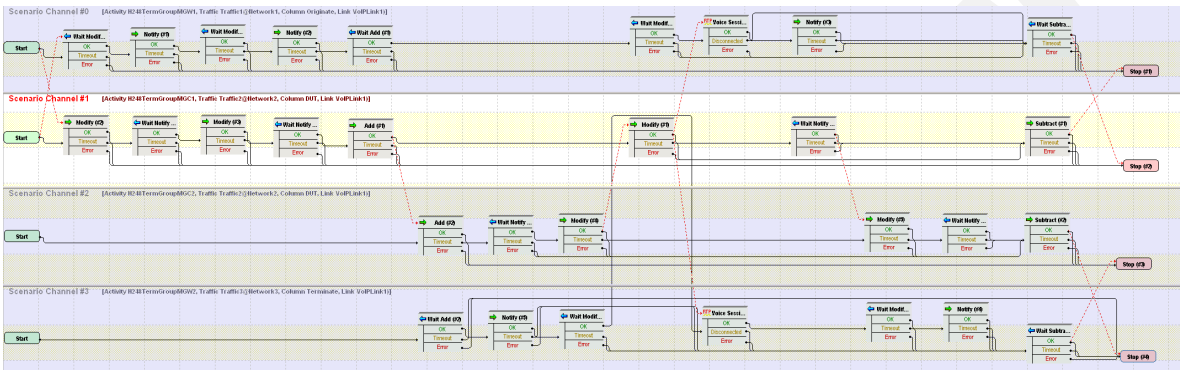 Scenario Channel #0 [Activity H248TermGroupMGW1, Traffic Traffic1@Network1, Column Originate, Link VoIPLink1)]
Start
Wait Modif...
OK
Timeout
Error
Notify (#1)
OK
Timeout
Error
Wait Modif...
OK
Timeout
Error
Notify (#2)
OK
Timeout
Error
Wait Add (#1)
OK
Timeout
Error
Wait Modif...
OK
Timeout
Error
Voice Sessi...
OK
Disconnected
Error
Notify (#3)
OK
Timeout
Error
Wait Subtra...
OK
Timeout
Error
Stop (#1)
Scenario Channel #1 [Activity H248TermGroupMGC1, Traffic Traffic2@Network2, Column DUT, Link VoIPLink1)]
Start
Modify (#2)
OK
Timeout
Error
Wait Notify ...
OK
Timeout
Error
Modify (#3)
OK
Timeout
Error
Wait Notify ...
OK
Timeout
Error
Add (#1)
OK
Timeout
Error
Modify (#1)
OK
Timeout
Error
Wait Notify ...
OK
Timeout
Error
Subtract (#1)
OK
Timeout
Error
Stop (#2)
Scenario Channel #2 [Activity H248TermGroupMGC2, Traffic Traffic2@Network2, Column DUT, Link VoIPLink1)]
Start
Add (#2)
OK
Timeout
Error
Wait Notify ...
OK
Timeout
Error
Modify (#4)
OK
Timeout
Error
Modify (#5)
OK
Timeout
Error
Wait Notify ...
OK
Timeout
Error
Subtract (#2)
OK
Timeout
Error
Stop (#3)
Scenario Channel #3 [Activity H248TermGroupMGW2, Traffic Traffic3@Network3, Column Terminate, Link VoIPLink1)]
Start
Wait Add (#2)
OK
Timeout
Error
Notify (#5)
OK
Timeout
Error
Wait Modif...
OK
Timeout
Error
Voice Sessi...
OK
Disconnected
Error
Wait Modif...
OK
Timeout
Error
Notify (#4)
OK
Timeout
Error
Wait Subtra...
OK
Timeout
Error
Stop (#4)